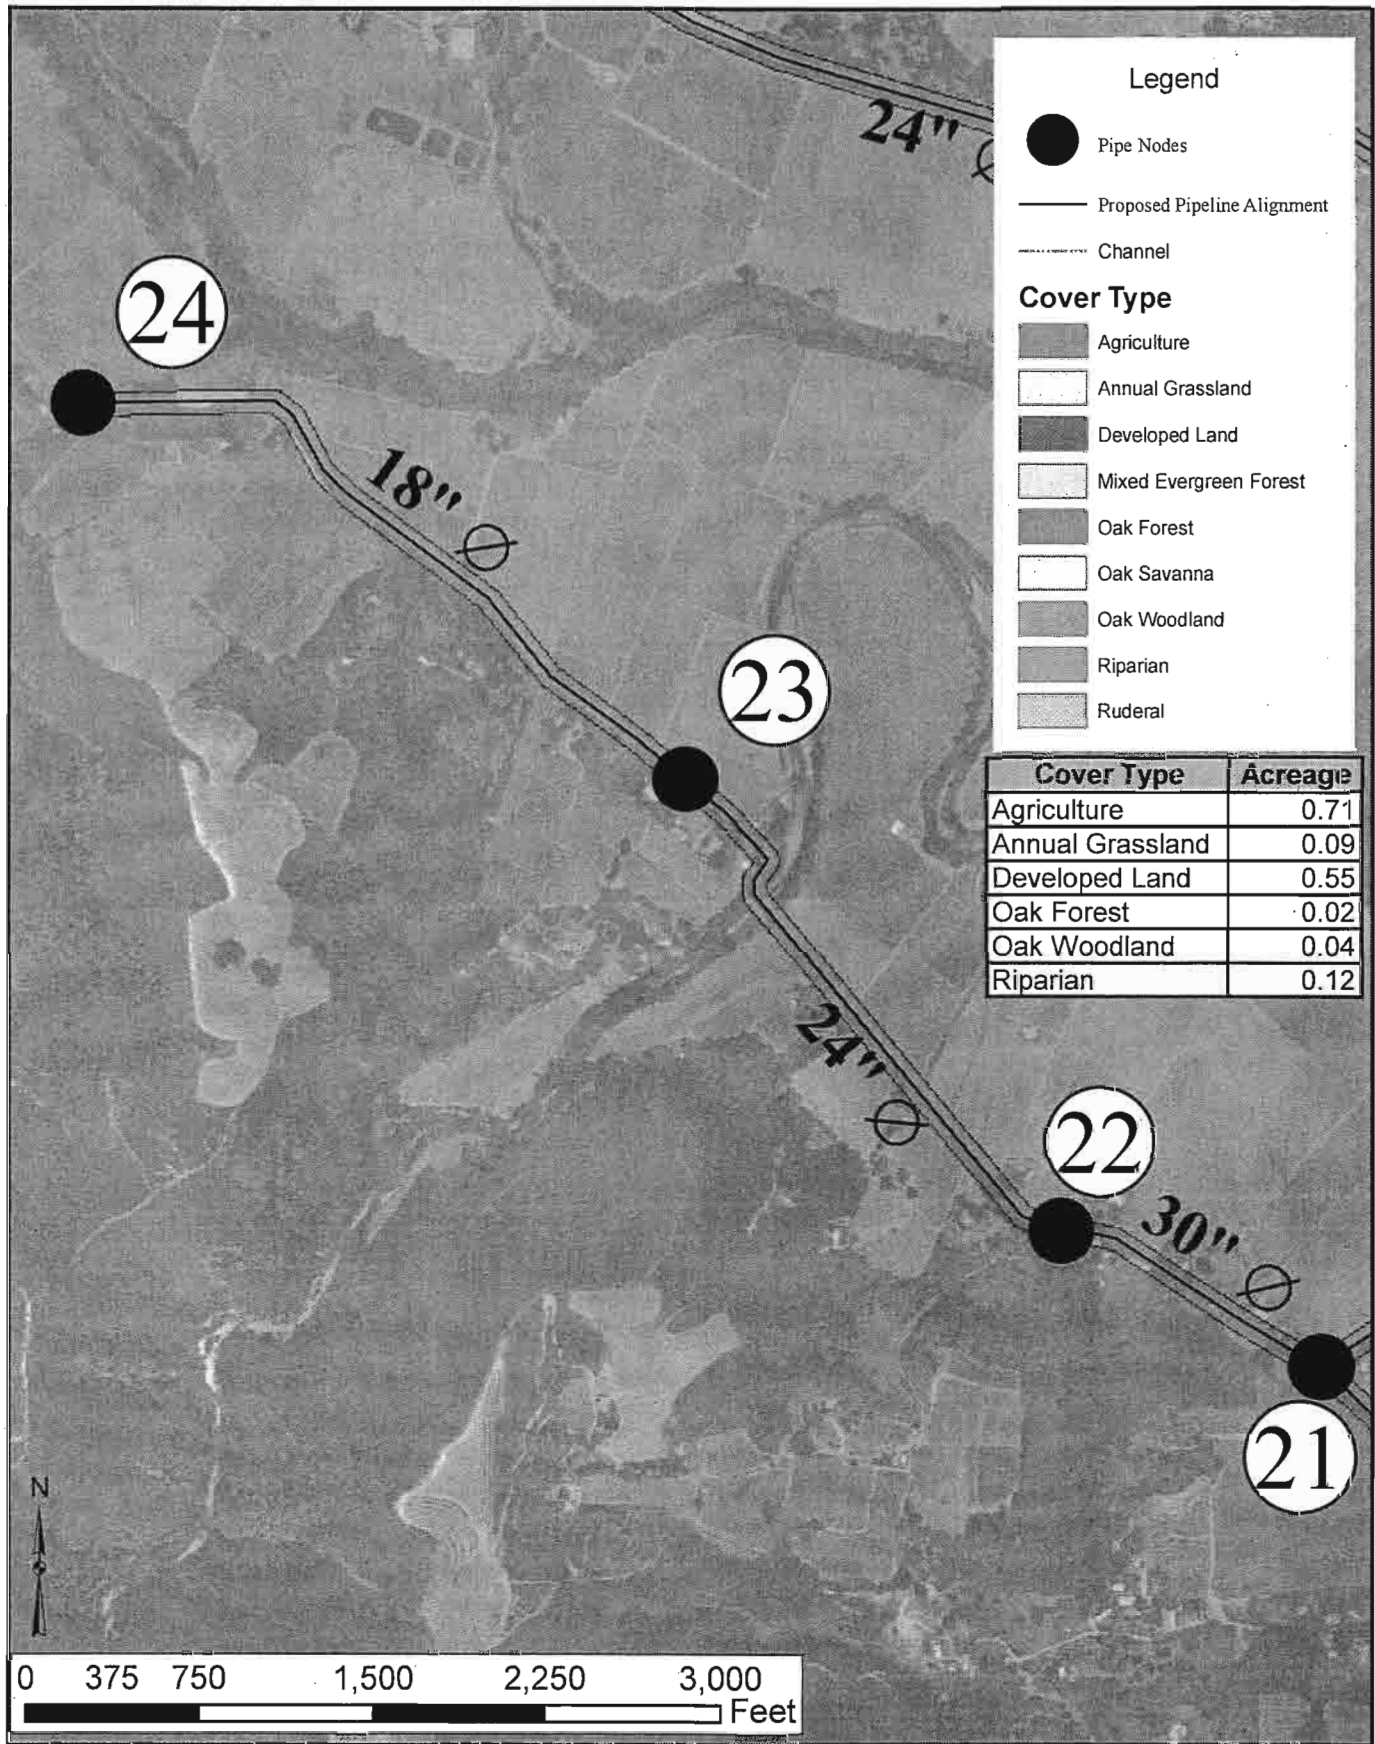 24"
Legend
Pipe Nodes
Proposed Pipeline Alignment
Channel
Cover Type
Agriculture
Annual Grassland
Developed Land
Mixed Evergreen Forest
Oak Forest
Oak Savanna
Oak Woodland
Riparian
Ruderal
24
18" ∅
23
Cover Type Acreage
Agriculture 0.71
Annual Grassland 0.09
Developed Land 0.55
Oak Forest 0.02
Oak Woodland 0.04
Riparian 0.12
24" ∅
22
30" ∅
21
N
0 375 750 1,500 2,250 3,000
Feet